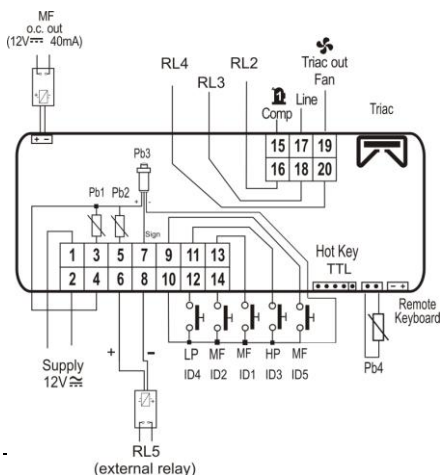 MF
o.c. out
(12V⎓ 40mA)
RL4
RL3
RL2
Comp
Line
Triac out
Fan
Triac
+ -
15 17 19
16 18 20
Pb3
Pb1
Pb2
+ -
Sign
1 3 5 7 9 11 13
2 4 6 8 10 12 14
Hot Key
TTL
- +
Remote
Keyboard
Pb4
LP MF MF HP MF
ID4 ID2 ID1 ID3 ID5
Supply
12V≂
+ -
RL5
(external relay)
-